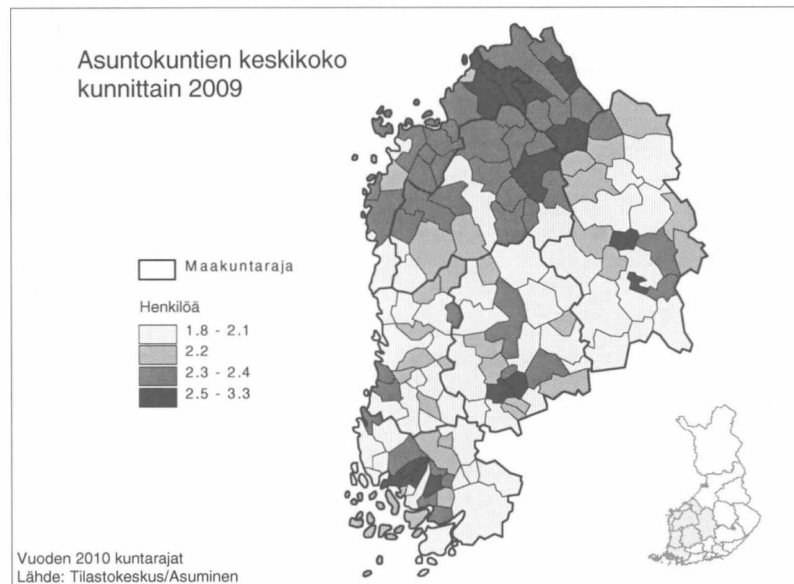 Asuntokuntien keskikoko
kunnittain 2009
Maakuntaraja
Henkilöä
1.8 - 2.1
2.2
2.3 - 2.4
2.5 - 3.3
Vuoden 2010 kuntarajat
Lähde: Tilastokeskus/Asuminen